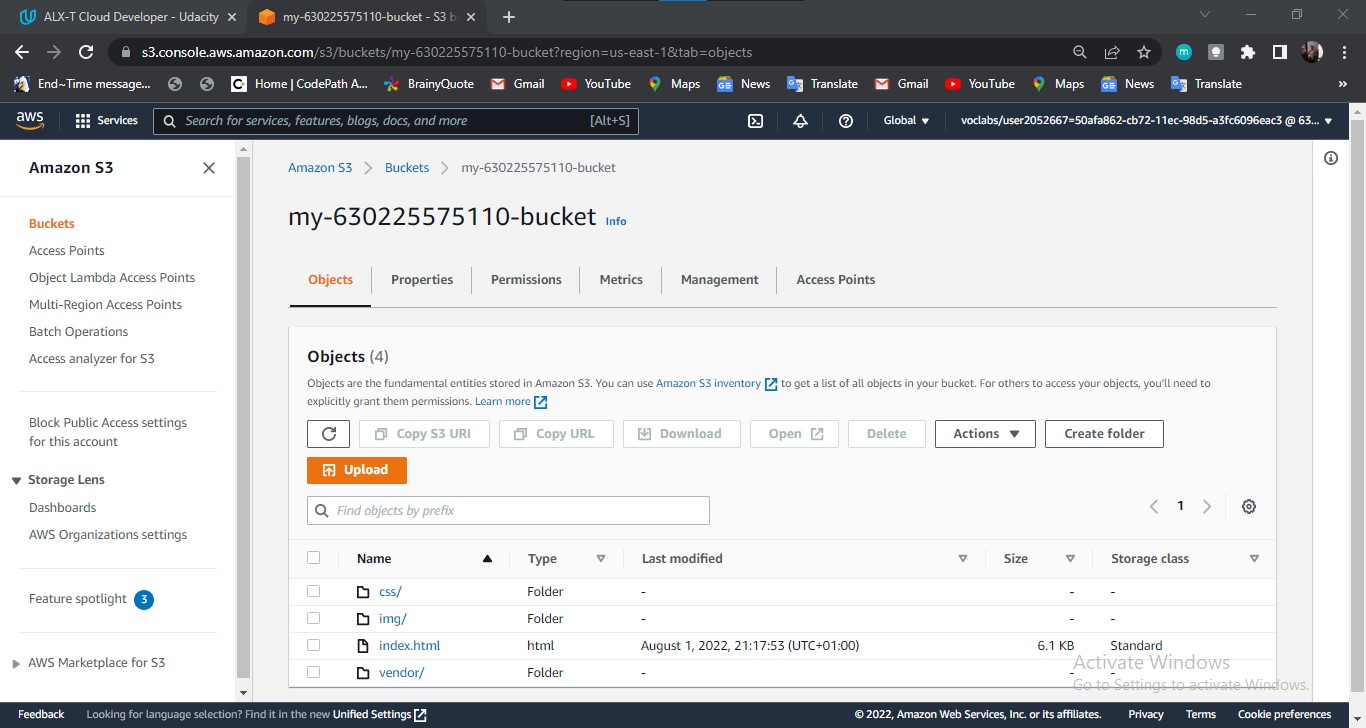 ALX-T Cloud Developer - Udacity
my-630225575110-bucket - S3 b
s3.console.aws.amazon.com/s3/buckets/my-630225575110-bucket?region=us-east-1&tab=objects
End~Time message...
Home | CodePath A...
BrainyQuote
Gmail
YouTube
Maps
News
Translate
Gmail
YouTube
Maps
News
Translate
»
aws
Services
Search for services, features, blogs, docs, and more
[Alt+S]
Global
voclabs/user2052667=50afa862-cb72-11ec-98d5-a3fc6096eac3 @ 63...
Amazon S3
Buckets
Access Points
Object Lambda Access Points
Multi-Region Access Points
Batch Operations
Access analyzer for S3
Block Public Access settings
for this account
Storage Lens
Dashboards
AWS Organizations settings
Feature spotlight 3
AWS Marketplace for S3
Amazon S3 > Buckets > my-630225575110-bucket
my-630225575110-bucket Info
Objects
Properties
Permissions
Metrics
Management
Access Points
Objects (4)
Objects are the fundamental entities stored in Amazon S3. You can use Amazon S3 inventory to get a list of all objects in your bucket. For others to access your objects, you'll need to
explicitly grant them permissions. Learn more
Copy S3 URI
Copy URL
Download
Open
Delete
Actions
Create folder
Upload
Find objects by prefix
1
Name Type Last modified Size Storage class
css/ Folder - - -
img/ Folder - - -
index.html html August 1, 2022, 21:17:53 (UTC+01:00) 6.1 KB Standard
vendor/ Folder - - -
Activate Windows
Go to Settings to activate Windows.
Feedback
Looking for language selection? Find it in the new Unified Settings
© 2022, Amazon Web Services, Inc. or its affiliates.
Privacy
Terms
Cookie preferences